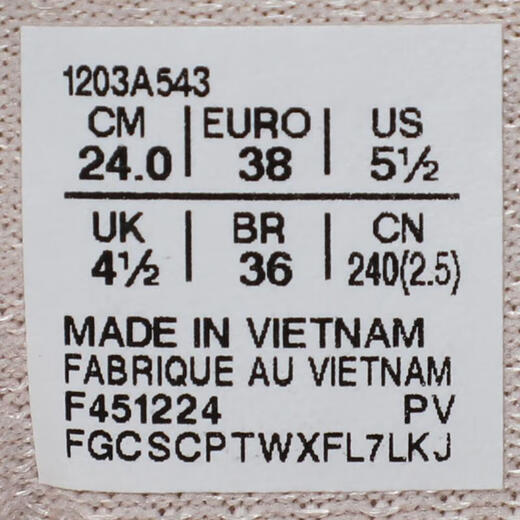 1203A543
CM EURO US
24.0 38 5½
UK BR CN
4½ 36 240(2.5)
MADE IN VIETNAM
FABRIQUE AU VIETNAM
F451224 PV
FGCSCPTWXFL7LKJ